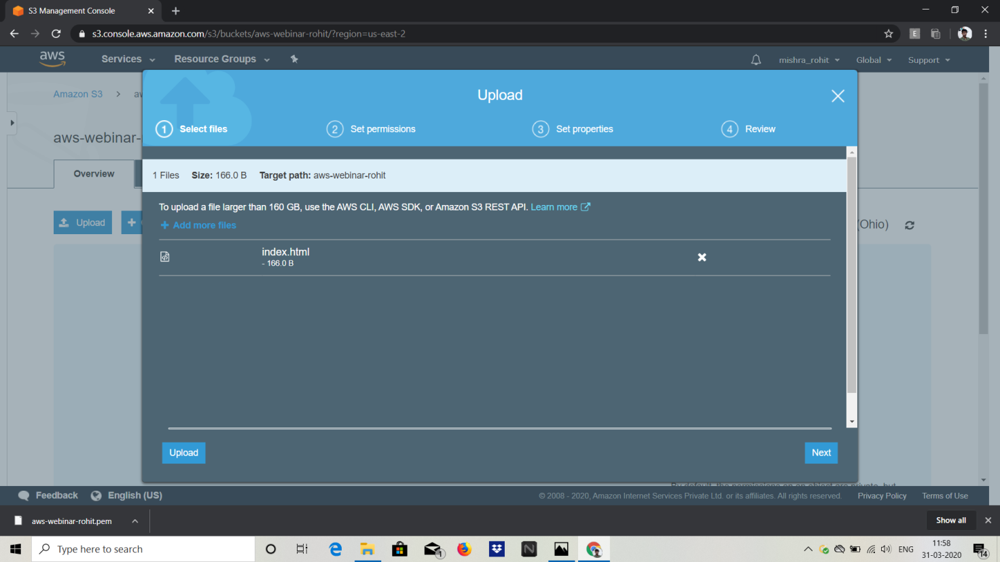 S3 Management Console
s3.console.aws.amazon.com/s3/buckets/aws-webinar-rohit/?region=us-east-2
E
aws
Services
Resource Groups
mishra_rohit
Global
Support
Amazon S3
Upload
1 Select files
2 Set permissions
3 Set properties
4 Review
aws-webinar-
Overview
1 Files Size: 166.0 B Target path: aws-webinar-rohit
To upload a file larger than 160 GB, use the AWS CLI, AWS SDK, or Amazon S3 REST API. Learn more
+ Add more files
Upload
+
(Ohio)
index.html
- 166.0 B
Upload
Next
Feedback
English (US)
© 2008 - 2020, Amazon Internet Services Private Ltd. or its affiliates. All rights reserved.
Privacy Policy
Terms of Use
aws-webinar-rohit.pem
Show all
Type here to search
1
N
ENG
11:58
31-03-2020
14